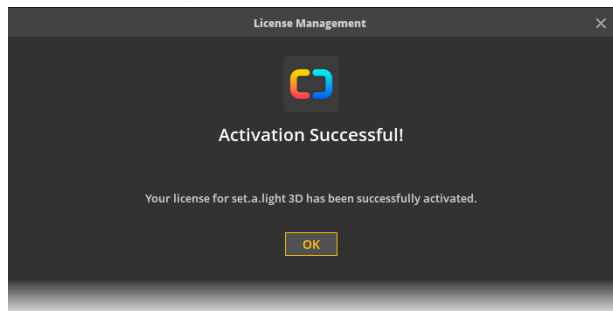 License Management
Activation Successful!
Your license for set.a.light 3D has been successfully activated.
OK